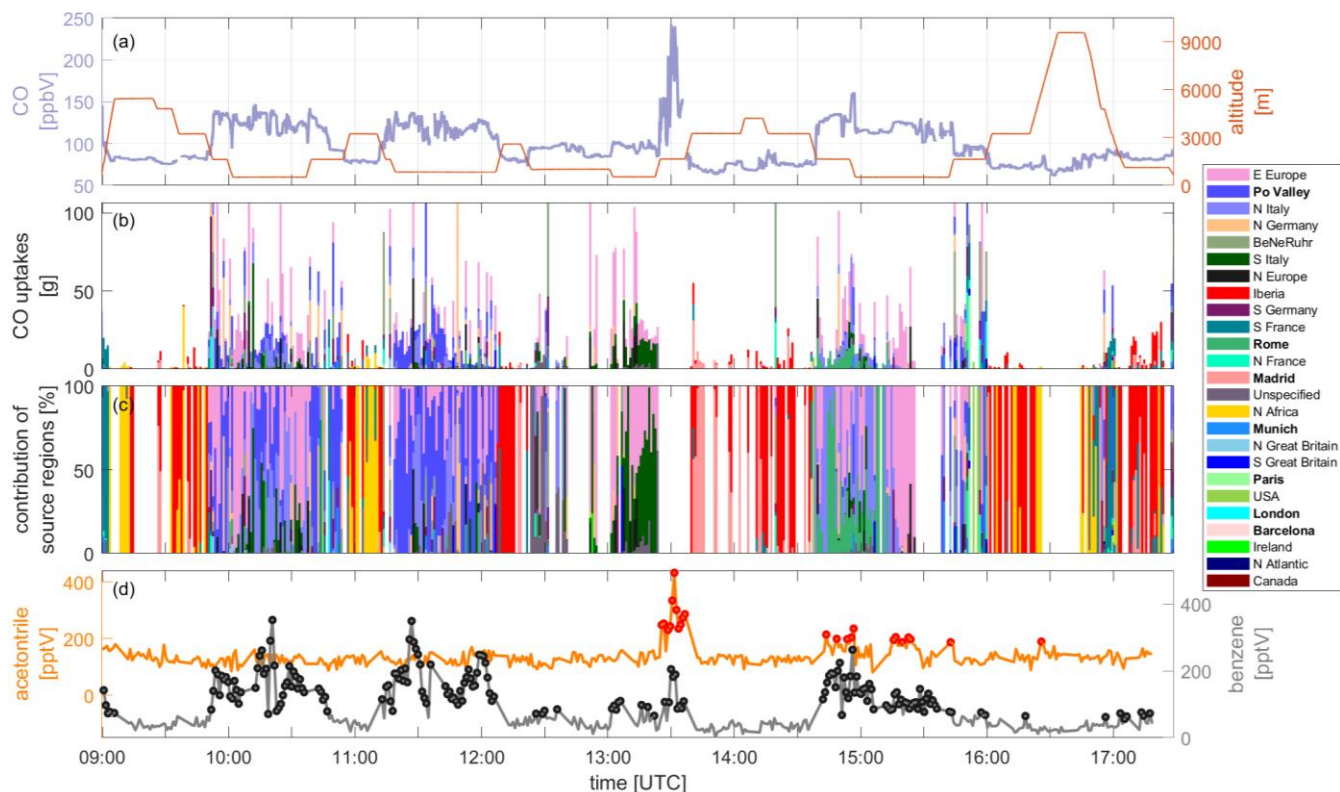 (a)
250
200
150
100
50
CO
[ppbV]
9000
6000
3000
0
altitude
[m]
(b)
100
50
0
CO uptakes
[g]
(c)
100
50
0
contribution of
source regions [%]
E Europe
Po Valley
N Italy
N Germany
BeNeRuhr
S Italy
N Europe
Iberia
S Germany
S France
Rome
N France
Madrid
Unspecified
N Africa
Munich
N Great Britain
S Great Britain
Paris
USA
London
Barcelona
Ireland
N Atlantic
Canada
(d)
400
200
0
acetontrile
[pptV]
400
200
0
benzene
[pptV]
09:00 10:00 11:00 12:00 13:00 14:00 15:00 16:00 17:00
time [UTC]